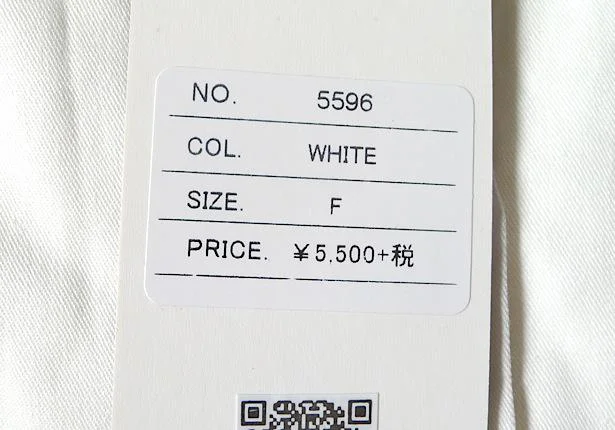 NO. 5596
COL. WHITE
SIZE. F
PRICE. ¥5,500+税